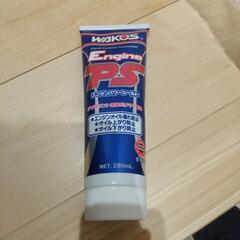 WAKO'S
Engine
PS
エンジンパワーシールド
●エンジンオイル漏れ防止
●オイル上がり防止
●オイル下がり防止
NET. 280mL